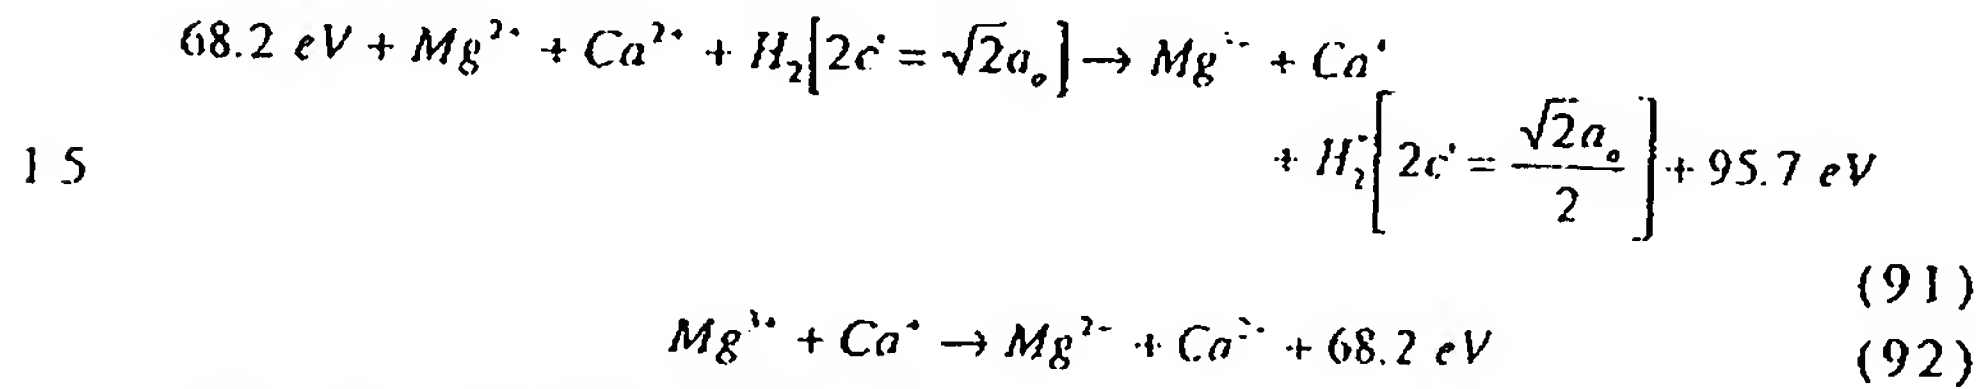 68.2 eV + Mg²⁺ + Ca²⁺ + H₂[2c' = √2a₀] → Mg³⁺ + Ca⁺
15 + H₂*[2c' = √2a₀/2] + 95.7 eV
(91)
Mg³⁺ + Ca⁺ → Mg²⁺ + Ca²⁺ + 68.2 eV (92)